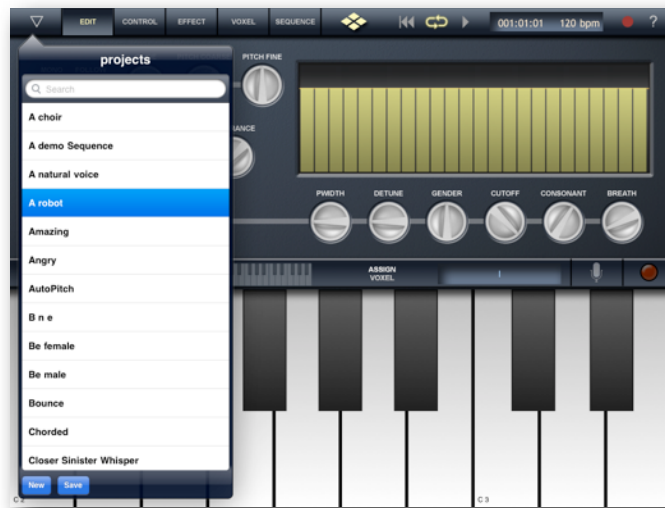 EDIT CONTROL EFFECT VOXEL SEQUENCE 001:01:01 120 bpm ?
projects
PITCH FINE
Search
A choir
A demo Sequence
A natural voice
A robot
Amazing
Angry
AutoPitch
B n e
Be female
Be male
Bounce
Chorded
Closer Sinister Whisper
New Save
PWIDTH DETUNE GENDER CUTOFF CONSONANT BREATH
ASSIGN
VOXEL
C 3